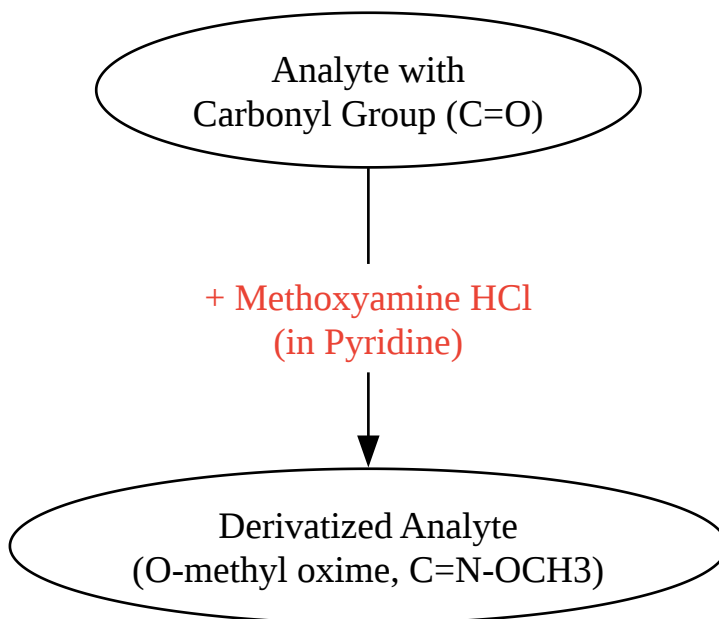 Analyte with
Carbonyl Group (C=O)
+ Methoxyamine HCl
(in Pyridine)
Derivatized Analyte
(O-methyl oxime, C=N-OCH3)